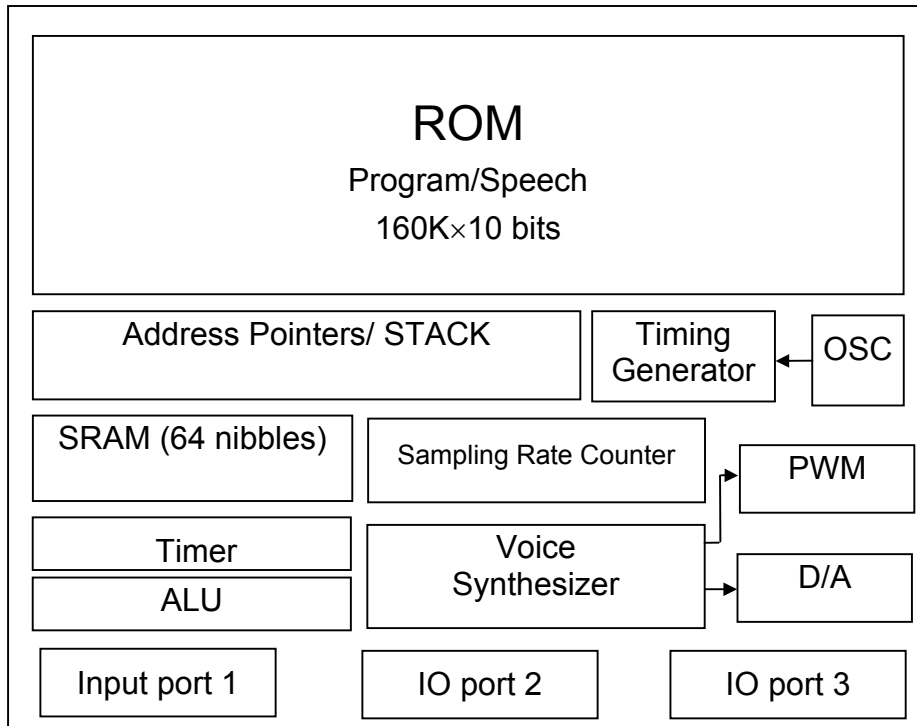 ROM
Program/Speech
160K×10 bits
Address Pointers/ STACK
Timing
Generator
OSC
SRAM (64 nibbles)
Sampling Rate Counter
PWM
Timer
Voice
Synthesizer
D/A
ALU
Input port 1
IO port 2
IO port 3